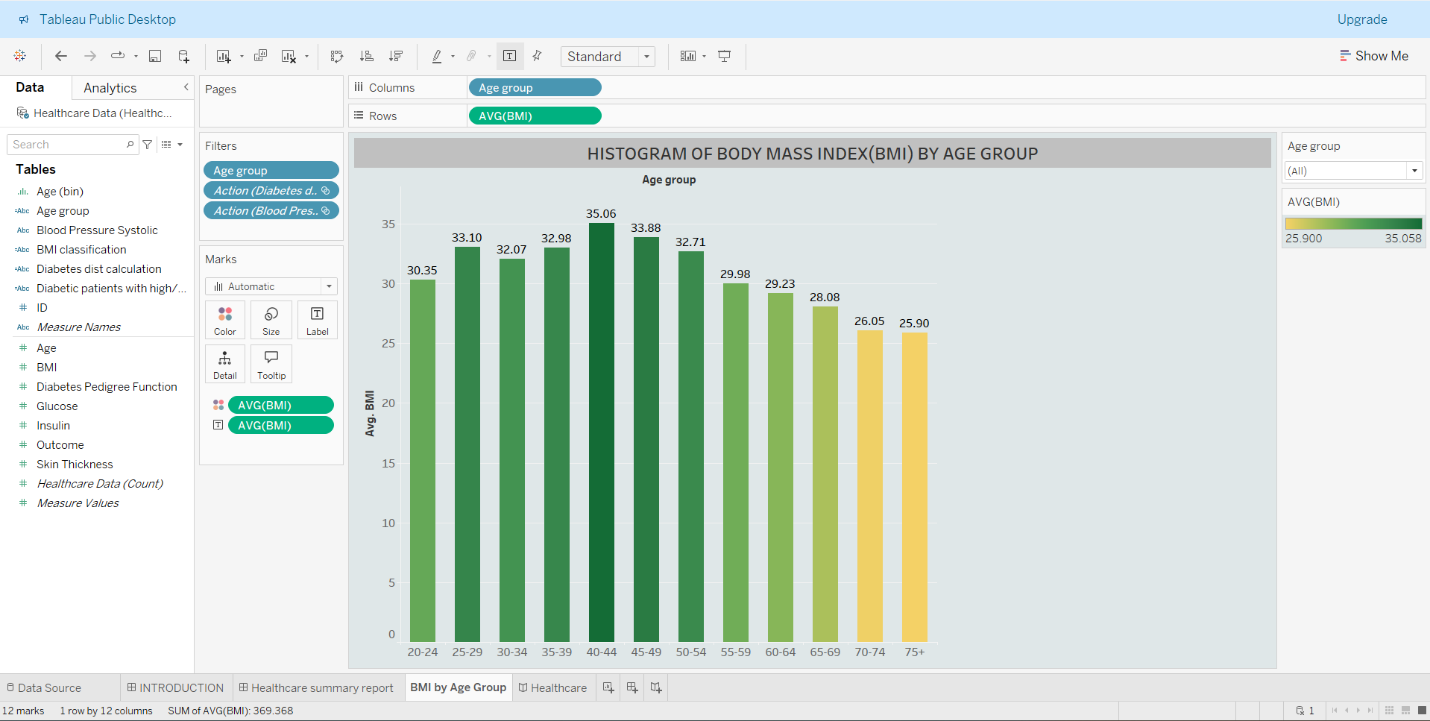 Tableau Public Desktop
Upgrade
Standard
Show Me
Data
Analytics
Healthcare Data (Healthc...
Search
Tables
Age (bin)
Abc Age group
Abc Blood Pressure Systolic
Abc BMI classification
Abc Diabetes dist calculation
Abc Diabetic patients with high/...
# ID
Abc Measure Names
# Age
# BMI
# Diabetes Pedigree Function
# Glucose
# Insulin
# Outcome
# Skin Thickness
# Healthcare Data (Count)
# Measure Values
Pages
Filters
Age group
Action (Diabetes d..
Action (Blood Pres..
Marks
Automatic
Color
Size
Label
Detail
Tooltip
AVG(BMI)
AVG(BMI)
Columns
Age group
Rows
AVG(BMI)
HISTOGRAM OF BODY MASS INDEX(BMI) BY AGE GROUP
Age group
Avg. BMI
35
30
25
20
15
10
5
0
30.35
33.10
32.07
32.98
35.06
33.88
32.71
29.98
29.23
28.08
26.05
25.90
20-24 25-29 30-34 35-39 40-44 45-49 50-54 55-59 60-64 65-69 70-74 75+
Age group
(All)
AVG(BMI)
25.900 35.058
Data Source
INTRODUCTION
Healthcare summary report
BMI by Age Group
Healthcare
12 marks 1 row by 12 columns SUM of AVG(BMI): 369.368
1